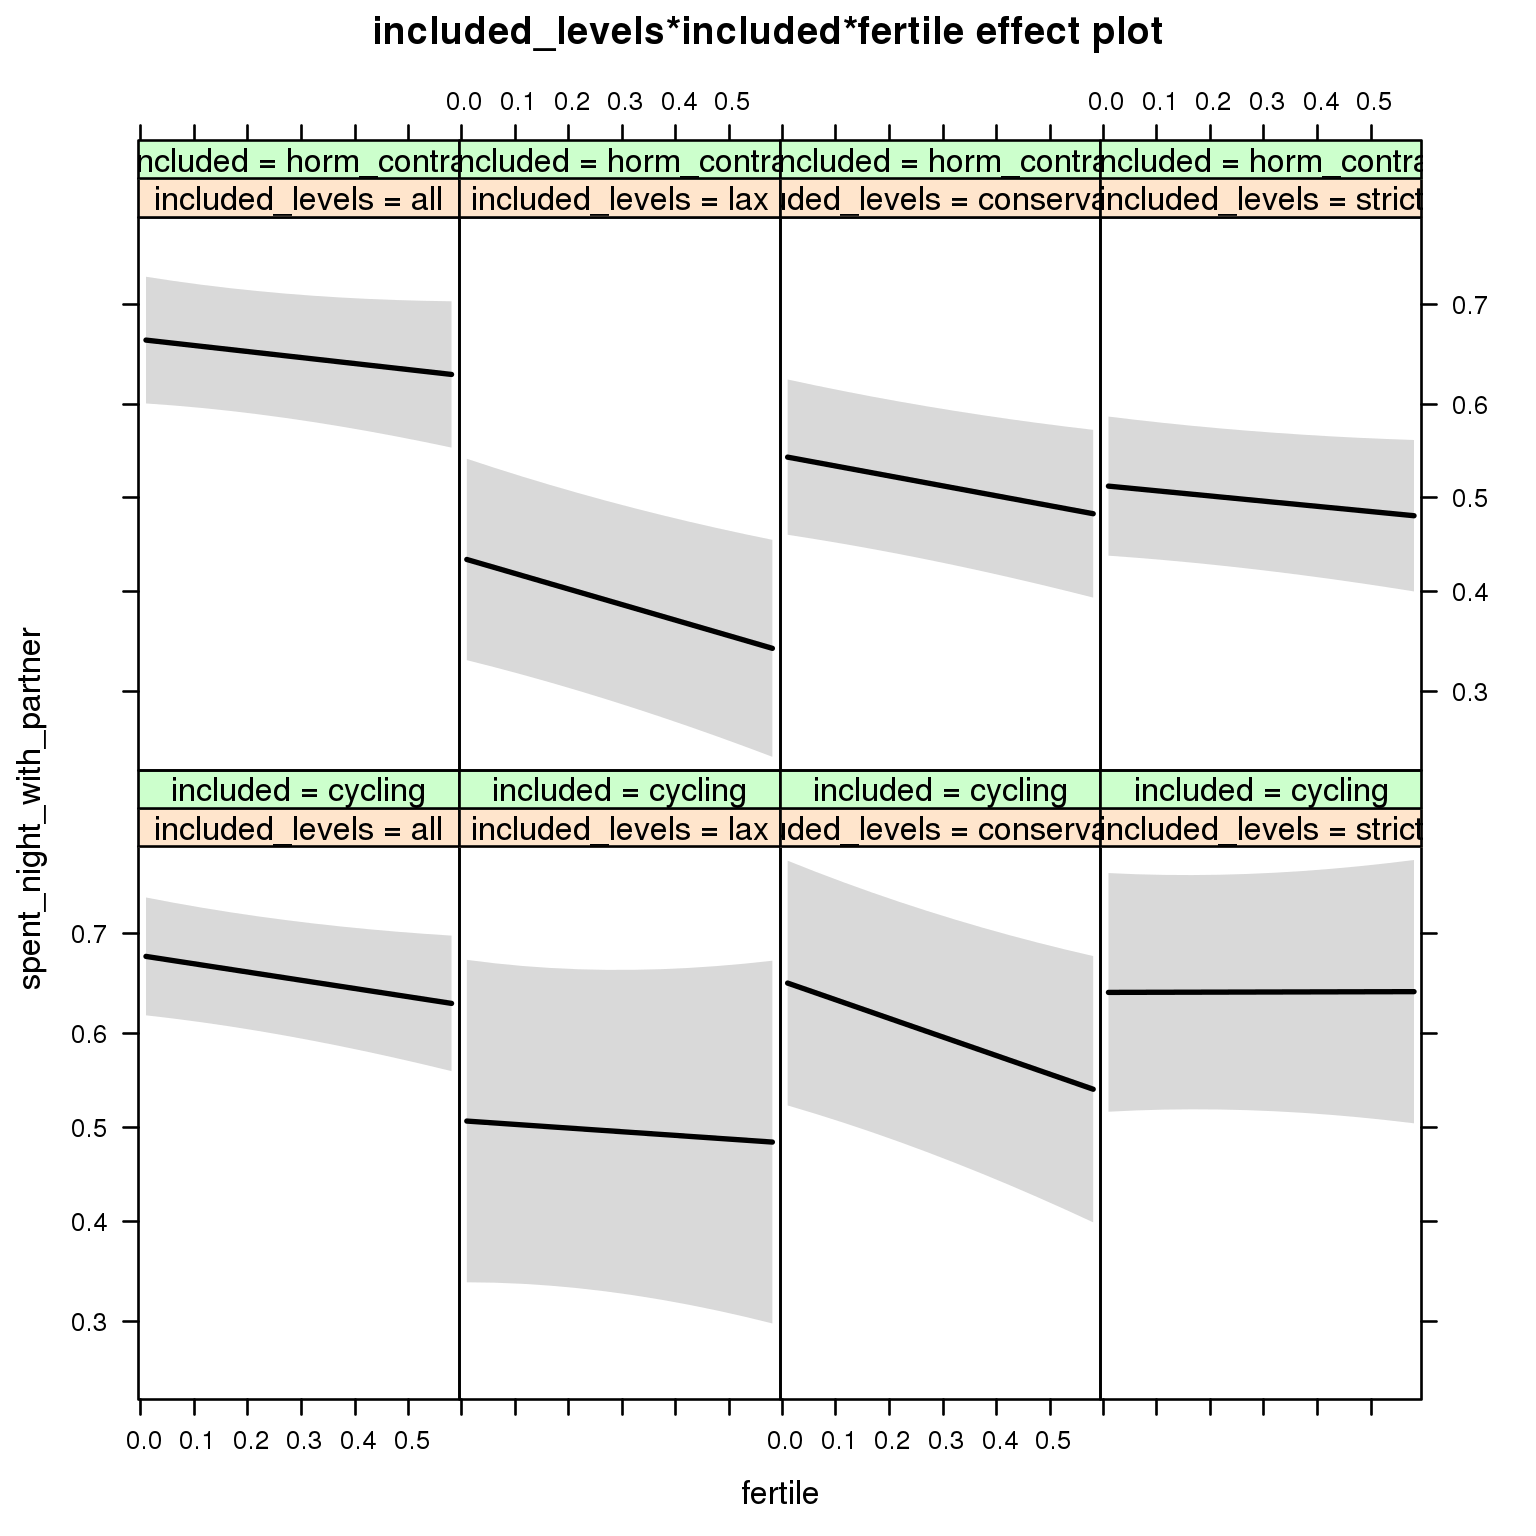 included_levels*included*fertile effect plot
0.0 0.1 0.2 0.3 0.4 0.5 0.0 0.1 0.2 0.3 0.4 0.5
ncluded = horm_contra ncluded = horm_contra ncluded = horm_contra ncluded = horm_contra
included_levels = all included_levels = lax uded_levels = conserva included_levels = strict
0.7
0.6
0.5
0.4
0.3
spent_night_with_partner
included = cycling included = cycling included = cycling included = cycling
included_levels = all included_levels = lax uded_levels = conserva included_levels = strict
0.7
0.6
0.5
0.4
0.3
0.0 0.1 0.2 0.3 0.4 0.5 0.0 0.1 0.2 0.3 0.4 0.5
fertile